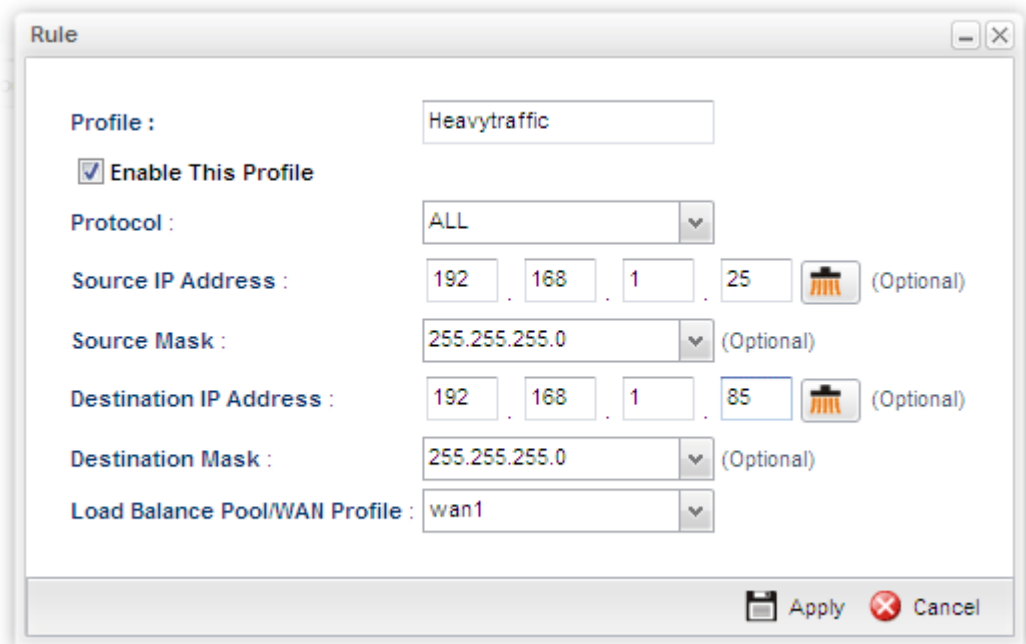 Rule
Profile : Heavytraffic
Enable This Profile
Protocol : ALL
Source IP Address : 192 . 168 . 1 . 25 (Optional)
Source Mask : 255.255.255.0 (Optional)
Destination IP Address : 192 . 168 . 1 . 85 (Optional)
Destination Mask : 255.255.255.0 (Optional)
Load Balance Pool/WAN Profile : wan1
Apply Cancel